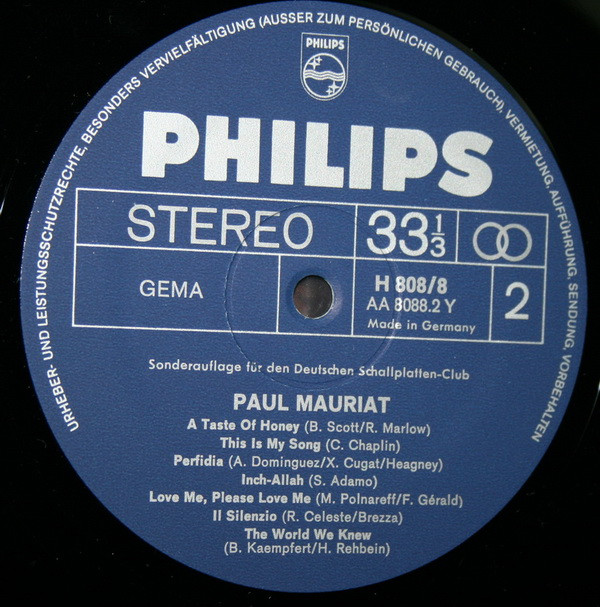 URHEBER- UND LEISTUNGSSCHUTZRECHTE, BESONDERS VERVIELFÄLTIGUNG (AUSSER ZUM PERSÖNLICHEN GEBRAUCH), VERMIETUNG, AUFFÜHRUNG, SENDUNG, VORBEHALTEN
PHILIPS
PHILIPS
STEREO
33 1/3
GEMA
H 808/8
AA 8088.2 Y
Made in Germany
2
Sonderauflage für den Deutschen Schallplatten-Club
PAUL MAURIAT
A Taste Of Honey (B. Scott/R. Marlow)
This Is My Song (C. Chaplin)
Perfidia (A. Dominguez/X. Cugat/Heagney)
Inch-Allah (S. Adamo)
Love Me, Please Love Me (M. Polnareff/F. Gérald)
Il Silenzio (R. Celeste/Brezza)
The World We Knew
(B. Kaempfert/H. Rehbein)